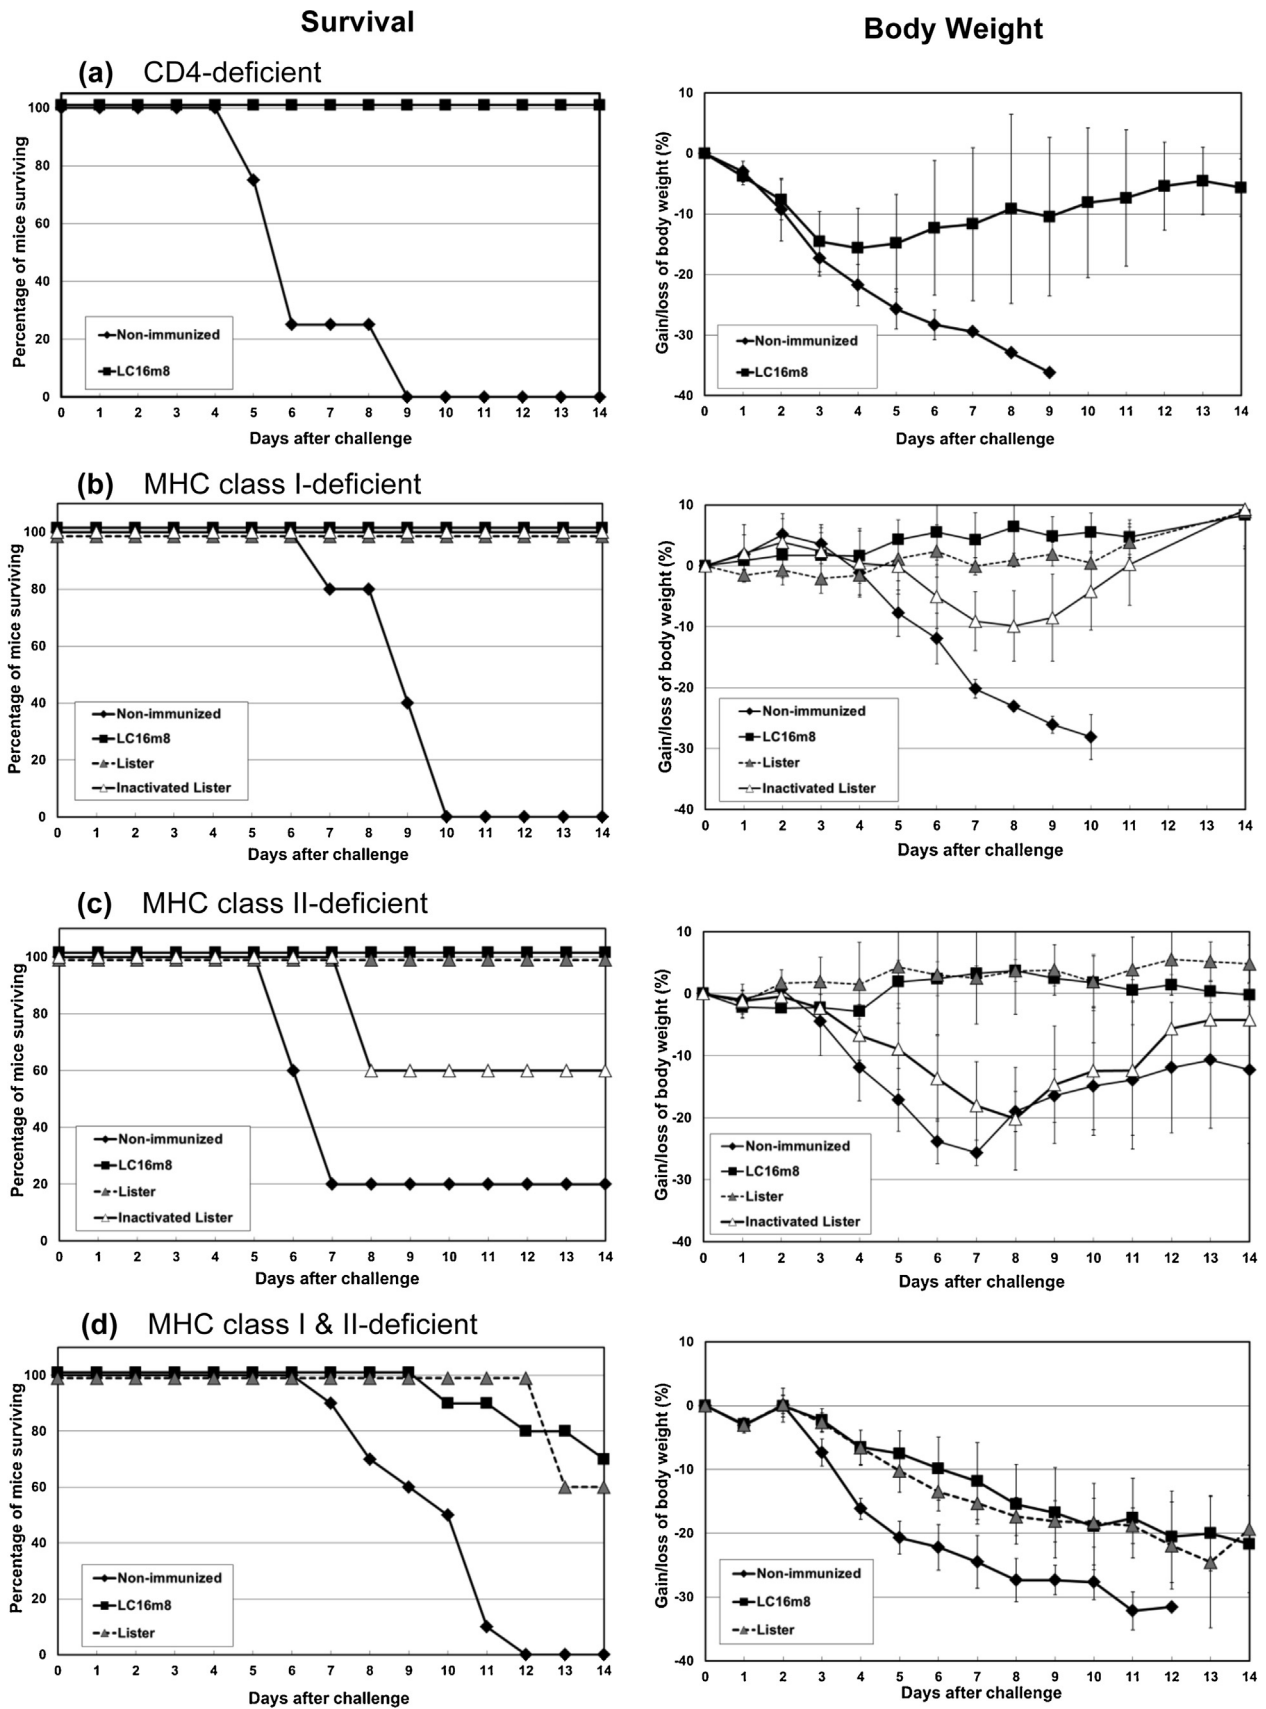 Survival
Body Weight
(a) CD4-deficient
Percentage of mice surviving
100
80
60
40
20
0
Non-immunized
LC16m8
0 1 2 3 4 5 6 7 8 9 10 11 12 13 14
Days after challenge
Gain/loss of body weight (%)
10
0
-10
-20
-30
-40
Non-immunized
LC16m8
0 1 2 3 4 5 6 7 8 9 10 11 12 13 14
Days after challenge
(b) MHC class I-deficient
Percentage of mice surviving
100
80
60
40
20
0
Non-immunized
LC16m8
Lister
Inactivated Lister
0 1 2 3 4 5 6 7 8 9 10 11 12 13 14
Days after challenge
Gain/loss of body weight (%)
10
0
-10
-20
-30
-40
Non-immunized
LC16m8
Lister
Inactivated Lister
0 1 2 3 4 5 6 7 8 9 10 11 12 13 14
Days after challenge
(c) MHC class II-deficient
Percentage of mice surviving
100
80
60
40
20
0
Non-immunized
LC16m8
Lister
Inactivated Lister
0 1 2 3 4 5 6 7 8 9 10 11 12 13 14
Days after challenge
Gain/loss of body weight (%)
10
0
-10
-20
-30
-40
Non-immunized
LC16m8
Lister
Inactivated Lister
0 1 2 3 4 5 6 7 8 9 10 11 12 13 14
Days after challenge
(d) MHC class I & II-deficient
Percentage of mice surviving
100
80
60
40
20
0
Non-immunized
LC16m8
Lister
0 1 2 3 4 5 6 7 8 9 10 11 12 13 14
Days after challenge
Gain/loss of body weight (%)
10
0
-10
-20
-30
-40
Non-immunized
LC16m8
Lister
0 1 2 3 4 5 6 7 8 9 10 11 12 13 14
Days after challenge